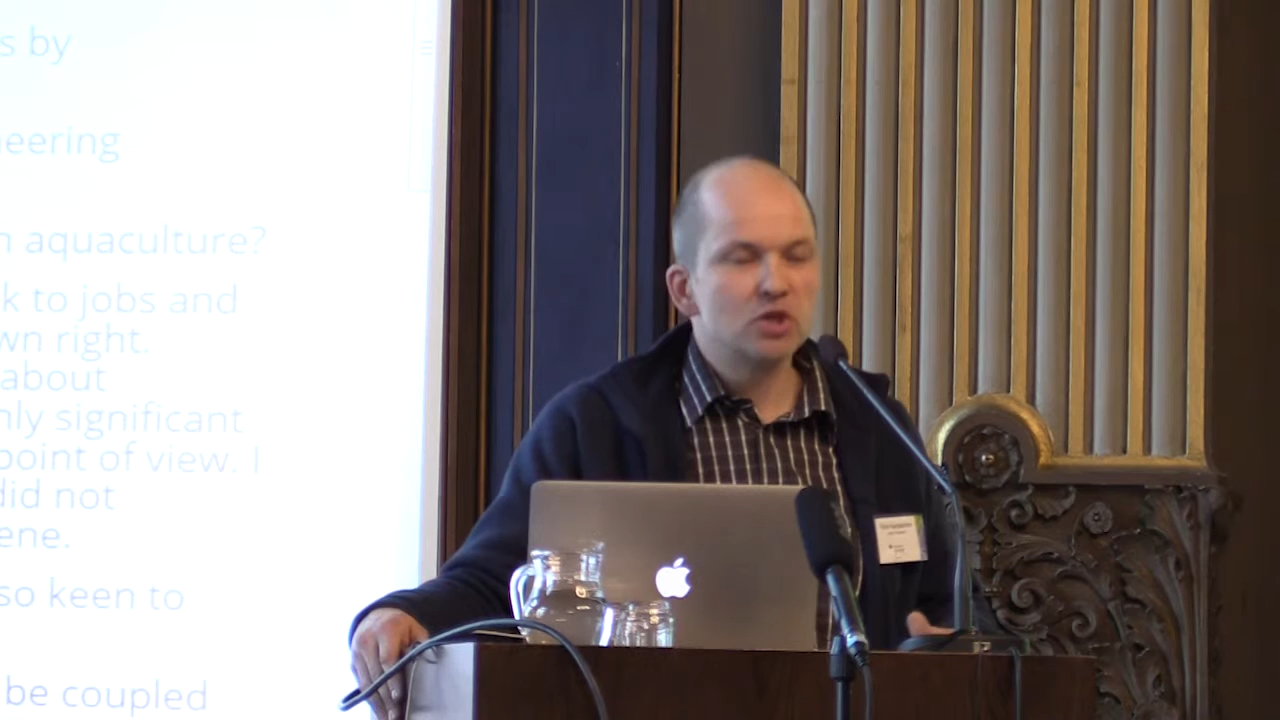 s by
eering
n aquaculture?
k to jobs and
wn right.
about
nly significant
point of view. I
did not
ene.
so keen to
be coupled